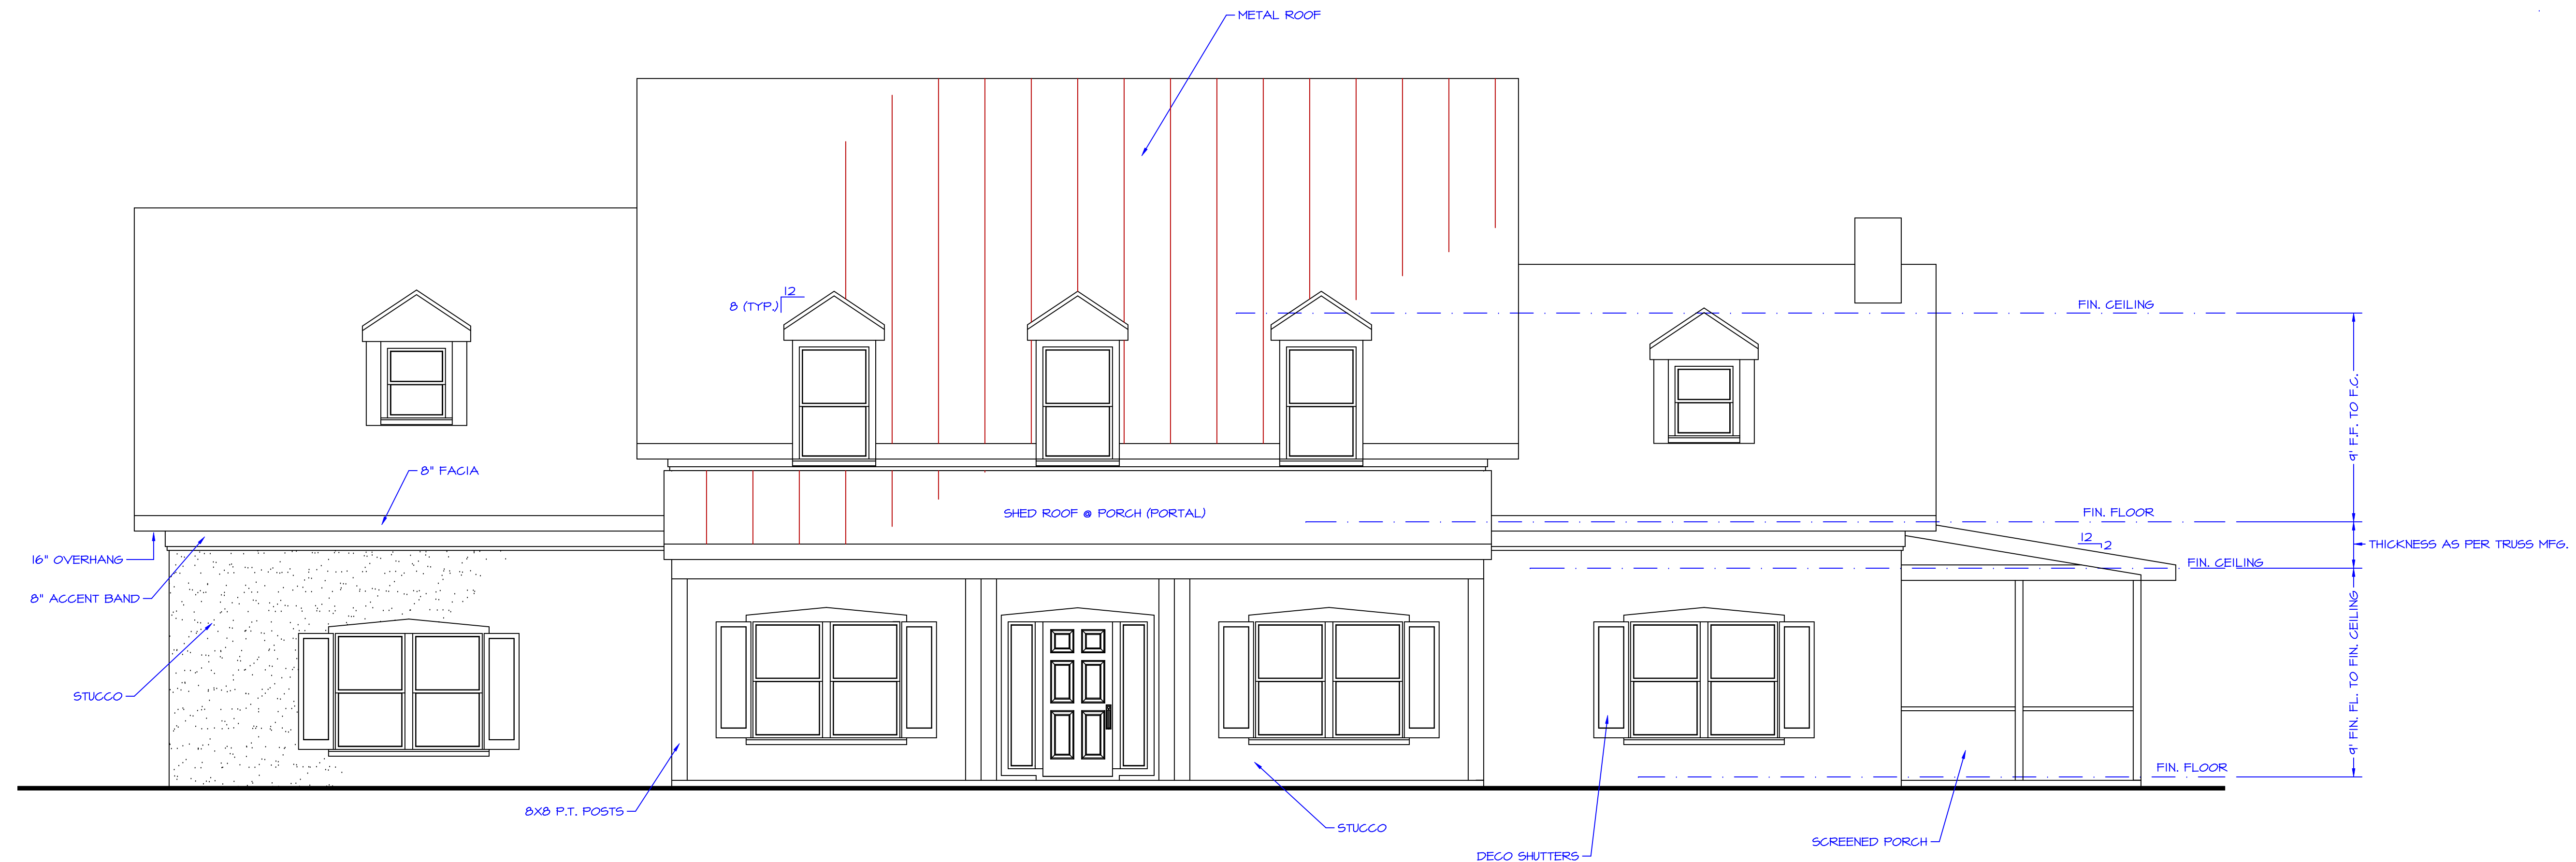 METAL ROOF
12
8 (TYP.)
FIN. CEILING
9' F.F. TO F.C.
8" FACIA
SHED ROOF @ PORCH (PORTAL)
FIN. FLOOR
12
2
THICKNESS AS PER TRUSS MFG.
16" OVERHANG
FIN. CEILING
8" ACCENT BAND
9' FIN. FL. TO FIN. CEILING
STUCCO
FIN. FLOOR
8X8 P.T. POSTS
STUCCO
SCREENED PORCH
DECO SHUTTERS